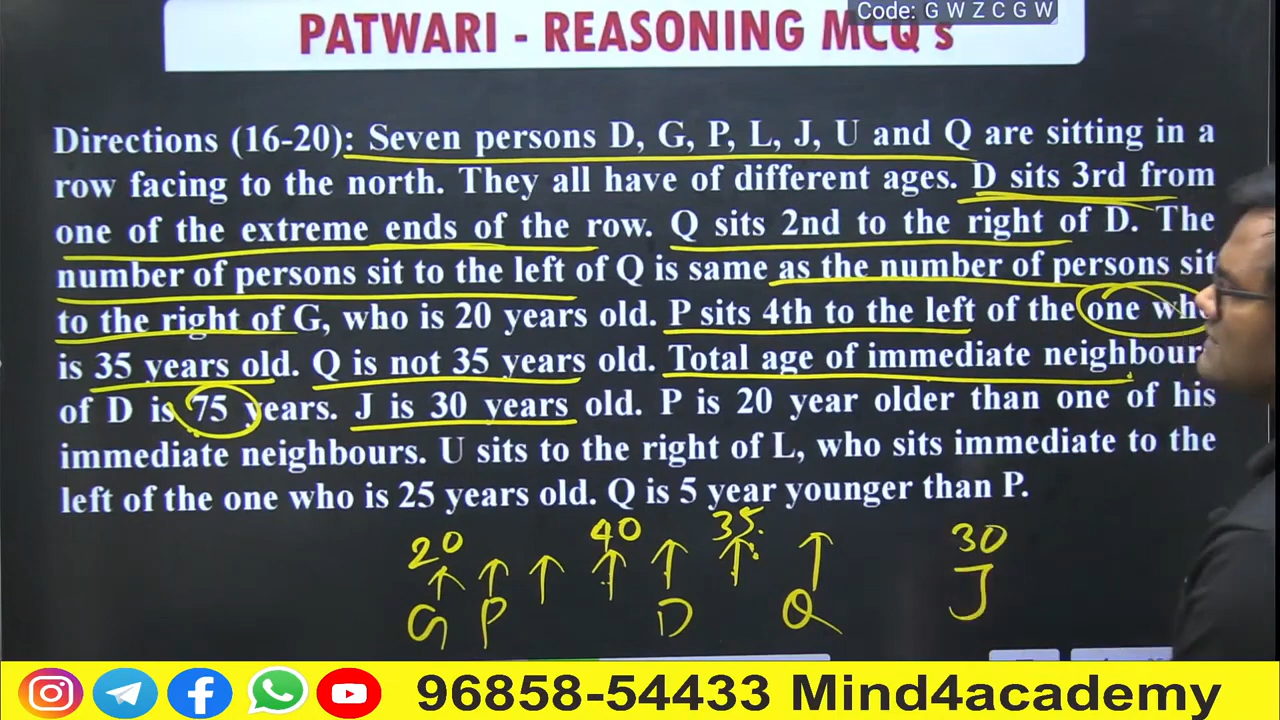 Code: G W Z C G W
PATWARI - REASONING MCQ's
Directions (16-20): Seven persons D, G, P, L, J, U and Q are sitting in a
row facing to the north. They all have of different ages. D sits 3rd from
one of the extreme ends of the row. Q sits 2nd to the right of D. The
number of persons sit to the left of Q is same as the number of persons sit
to the right of G, who is 20 years old. P sits 4th to the left of the one who
is 35 years old. Q is not 35 years old. Total age of immediate neighbour
of D is 75 years. J is 30 years old. P is 20 year older than one of his
immediate neighbours. U sits to the right of L, who sits immediate to the
left of the one who is 25 years old. Q is 5 year younger than P.
20 40 35 30
G P D Q J
96858-54433 Mind4academy